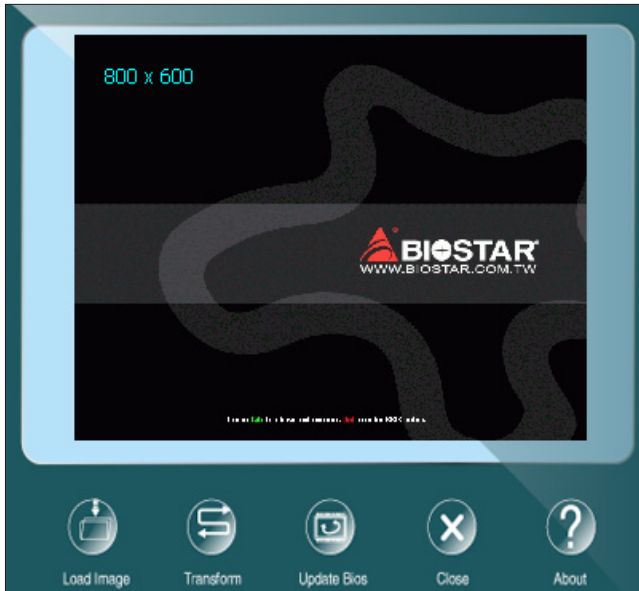 800 x 600
BIOSTAR
WWW.BIOSTAR.COM.TW
Load Image
Transform
Update Bios
Close
About